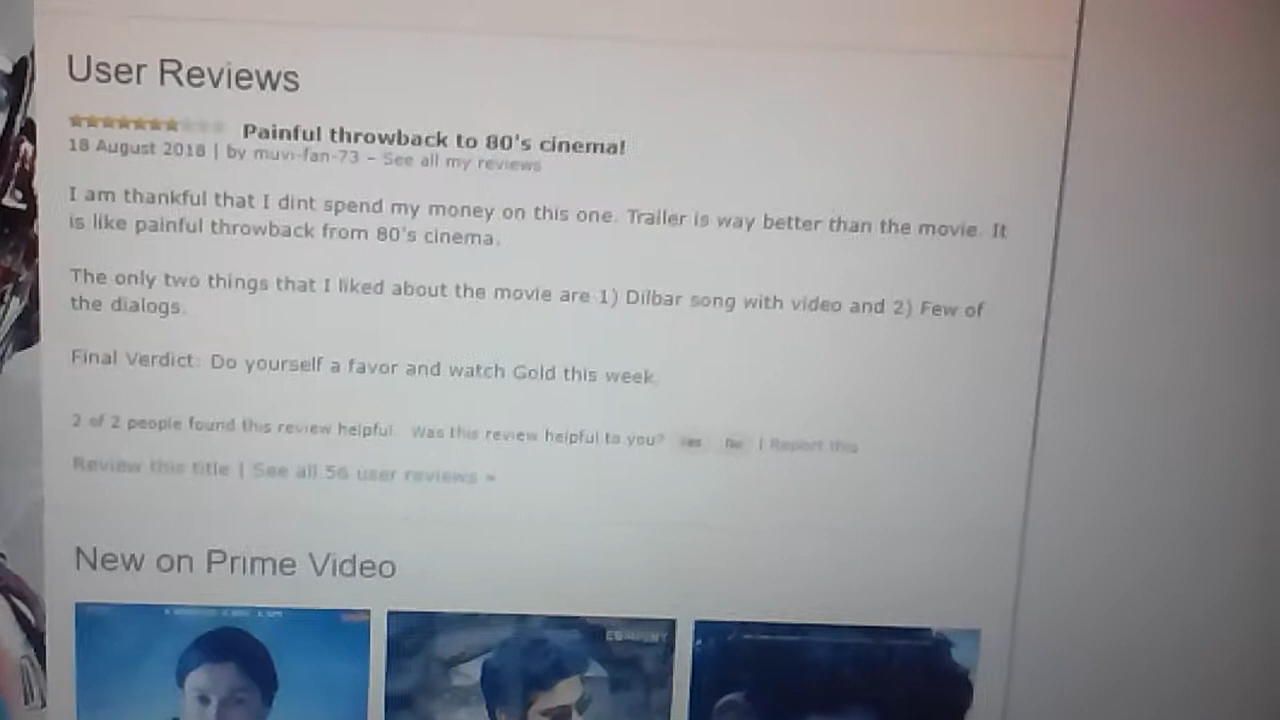 User Reviews
Painful throwback to 80's cinema!
18 August 2018 | by muvi-fan-73 – See all my reviews
I am thankful that I dint spend my money on this one. Trailer is way better than the movie. It
is like painful throwback from 80's cinema.
The only two things that I liked about the movie are 1) Dilbar song with video and 2) Few of
the dialogs.
Final Verdict: Do yourself a favor and watch Gold this week.
2 of 2 people found this review helpful. Was this review helpful to you? Yes No | Report this
Review this title | See all 56 user reviews »
New on Prime Video